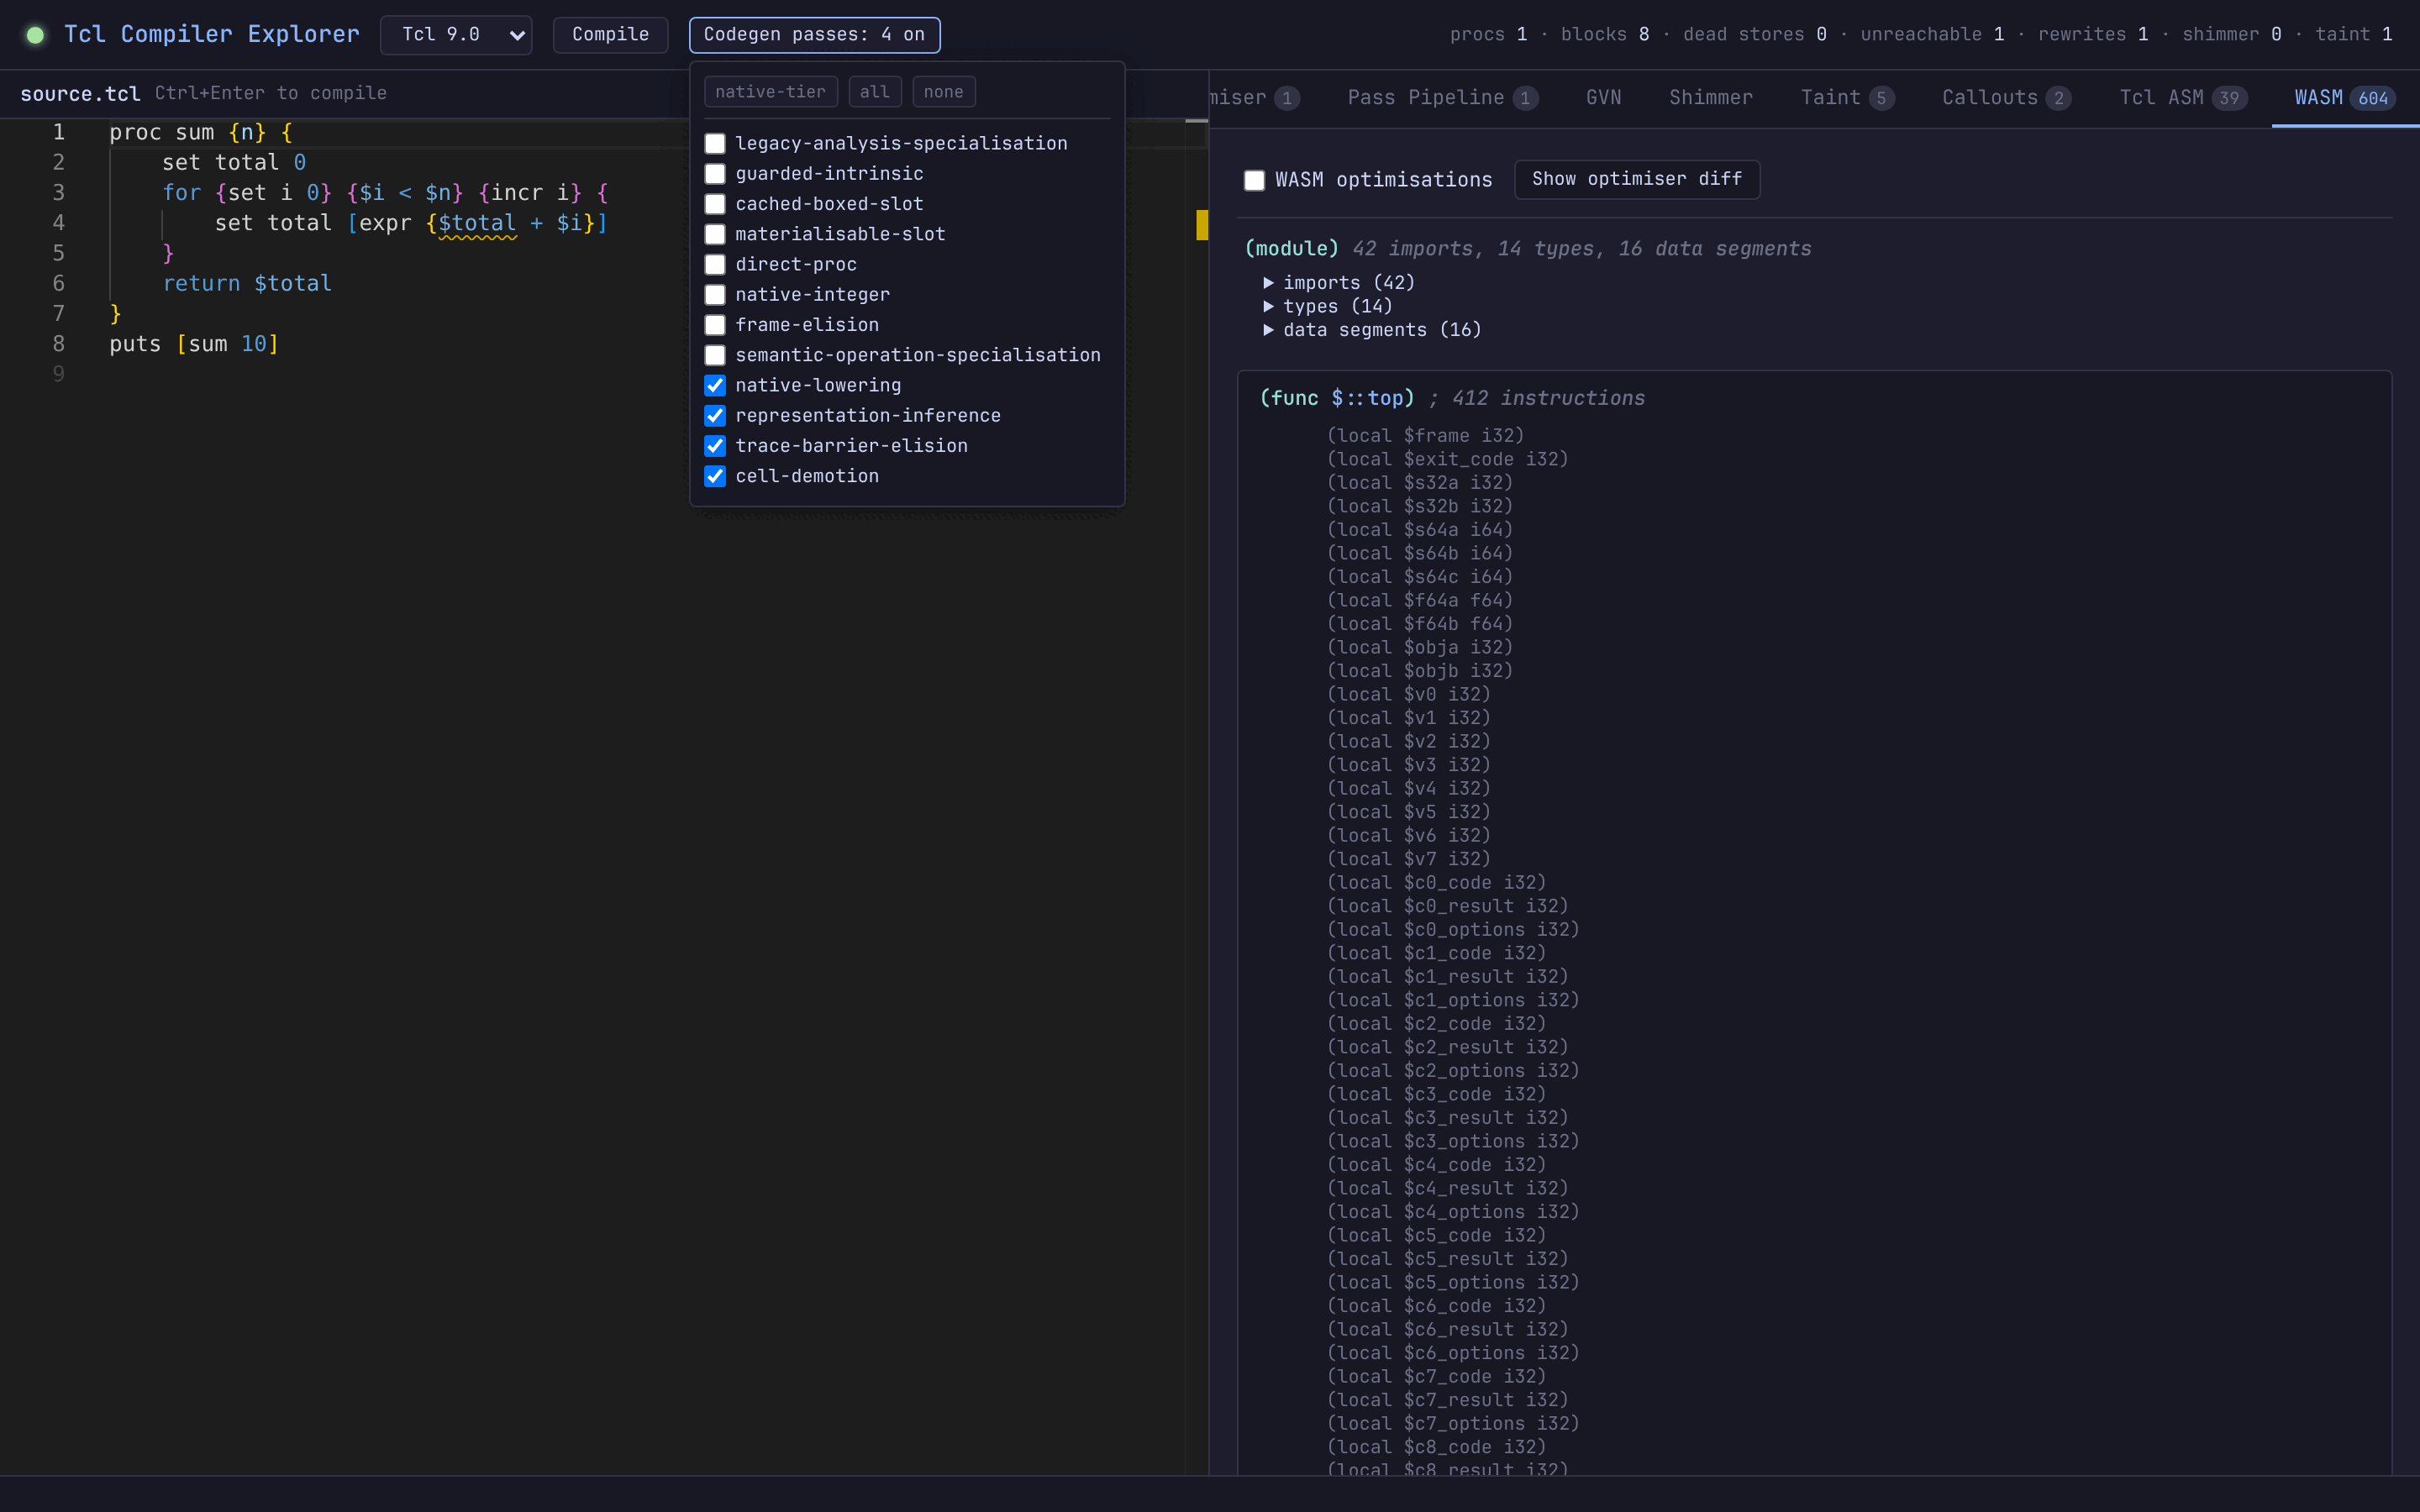 Tcl Compiler Explorer Tcl 9.0 Compile Codegen passes: 4 on procs 1 · blocks 8 · dead stores 0 · unreachable 1 · rewrites 1 · shimmer 0 · taint 1
source.tcl Ctrl+Enter to compile
1 proc sum {n} {
2 set total 0
3 for {set i 0} {$i < $n} {incr i} {
4 set total [expr {$total + $i}]
5 }
6 return $total
7 }
8 puts [sum 10]
9
native-tier all none
legacy-analysis-specialisation
guarded-intrinsic
cached-boxed-slot
materialisable-slot
direct-proc
native-integer
frame-elision
semantic-operation-specialisation
native-lowering
representation-inference
trace-barrier-elision
cell-demotion
miser 1 Pass Pipeline 1 GVN Shimmer Taint 5 Callouts 2 Tcl ASM 39 WASM 604
WASM optimisations Show optimiser diff
(module) 42 imports, 14 types, 16 data segments
▶ imports (42)
▶ types (14)
▶ data segments (16)
(func $::top) ; 412 instructions
(local $frame i32)
(local $exit_code i32)
(local $s32a i32)
(local $s32b i32)
(local $s64a i64)
(local $s64b i64)
(local $s64c i64)
(local $f64a f64)
(local $f64b f64)
(local $obja i32)
(local $objb i32)
(local $v0 i32)
(local $v1 i32)
(local $v2 i32)
(local $v3 i32)
(local $v4 i32)
(local $v5 i32)
(local $v6 i32)
(local $v7 i32)
(local $c0_code i32)
(local $c0_result i32)
(local $c0_options i32)
(local $c1_code i32)
(local $c1_result i32)
(local $c1_options i32)
(local $c2_code i32)
(local $c2_result i32)
(local $c2_options i32)
(local $c3_code i32)
(local $c3_result i32)
(local $c3_options i32)
(local $c4_code i32)
(local $c4_result i32)
(local $c4_options i32)
(local $c5_code i32)
(local $c5_result i32)
(local $c5_options i32)
(local $c6_code i32)
(local $c6_result i32)
(local $c6_options i32)
(local $c7_code i32)
(local $c7_result i32)
(local $c7_options i32)
(local $c8_code i32)
(local $c8_result i32)